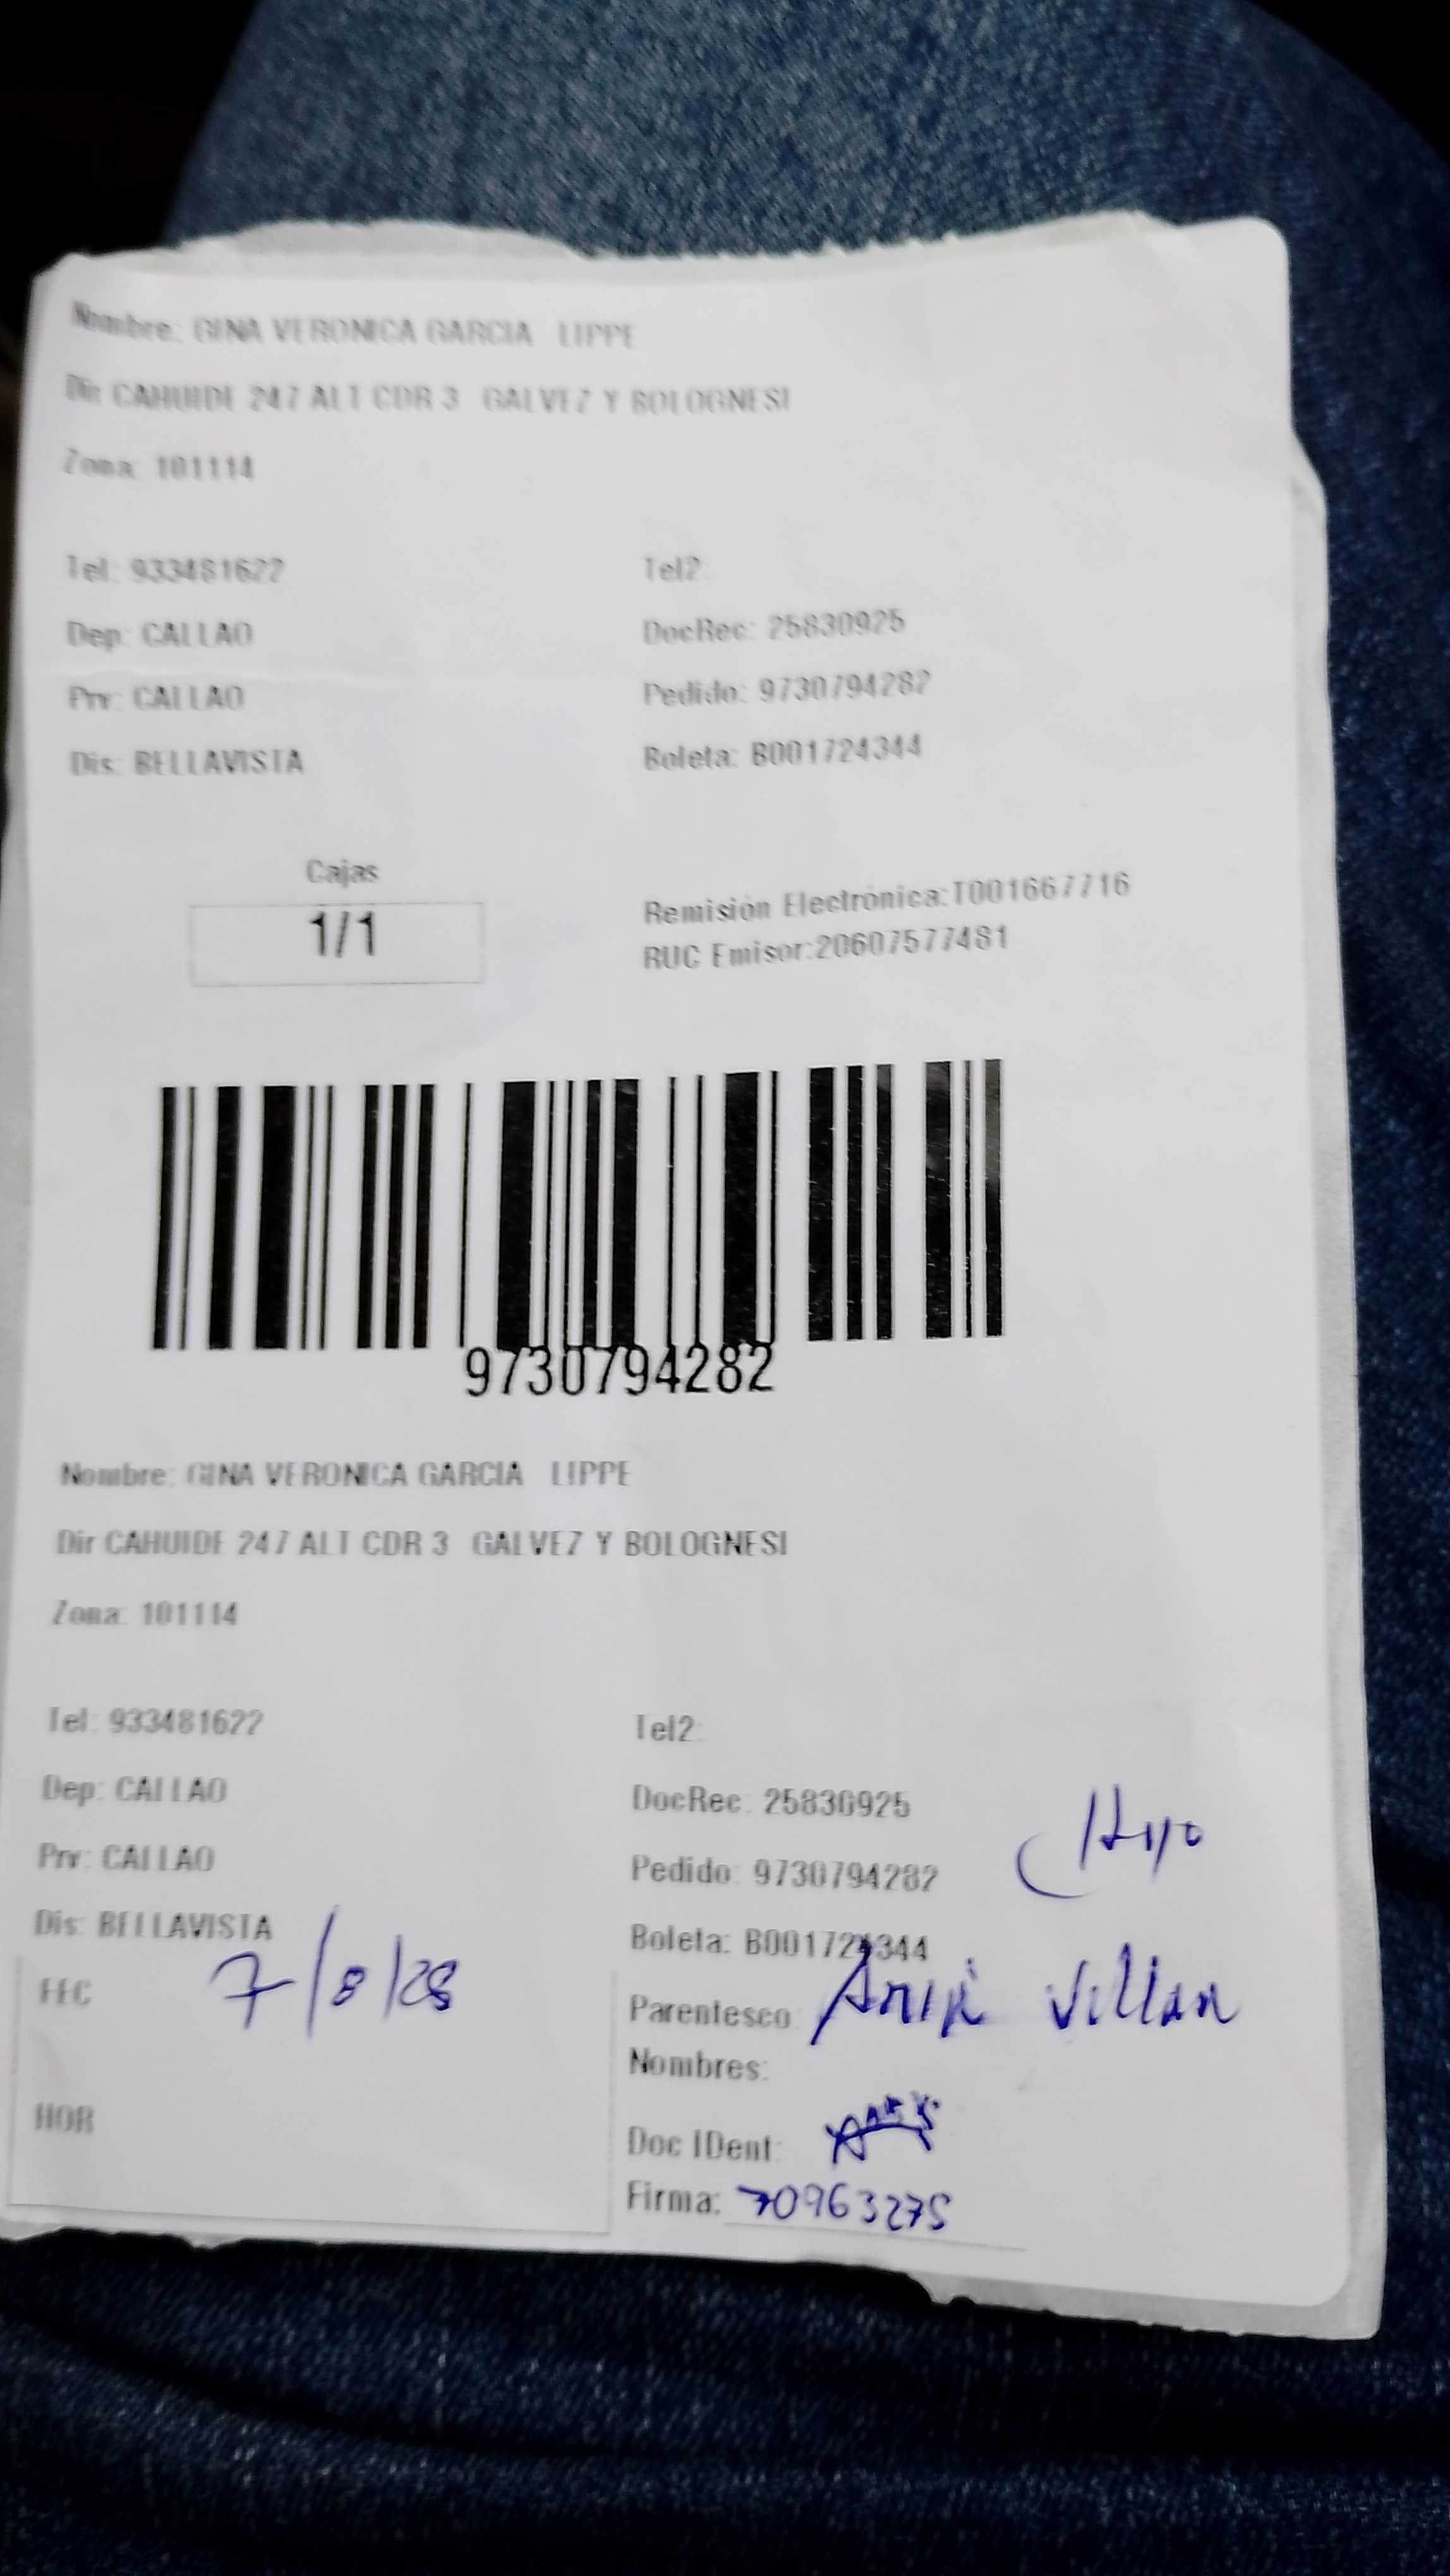 Nombre: GINA VERONICA GARCIA LIPPE
Dir CAHUIDE 247 ALT CDR 3 GALVEZ Y BOLOGNESI
Zona: 101114
Tel: 933481622 Tel2:
Dep: CALLAO DocRec: 25830925
Prv: CALLAO Pedido: 9730794282
Dis: BELLAVISTA Boleta: B001724344
Cajas
1/1
Remisión Electrónica:T001667716
RUC Emisor:20607577481
9730794282
Nombre: GINA VERONICA GARCIA LIPPE
Dir CAHUIDE 247 ALT CDR 3 GALVEZ Y BOLOGNESI
Zona: 101114
Tel: 933481622 Tel2:
Dep: CALLAO DocRec: 25830925
Prv: CALLAO Pedido: 9730794282
Hijo
Dis: BELLAVISTA Boleta: B001724344
FEC 7/8/25
Parentesco:
Nombres:
HOR
Doc IDent:
Firma: 70963275